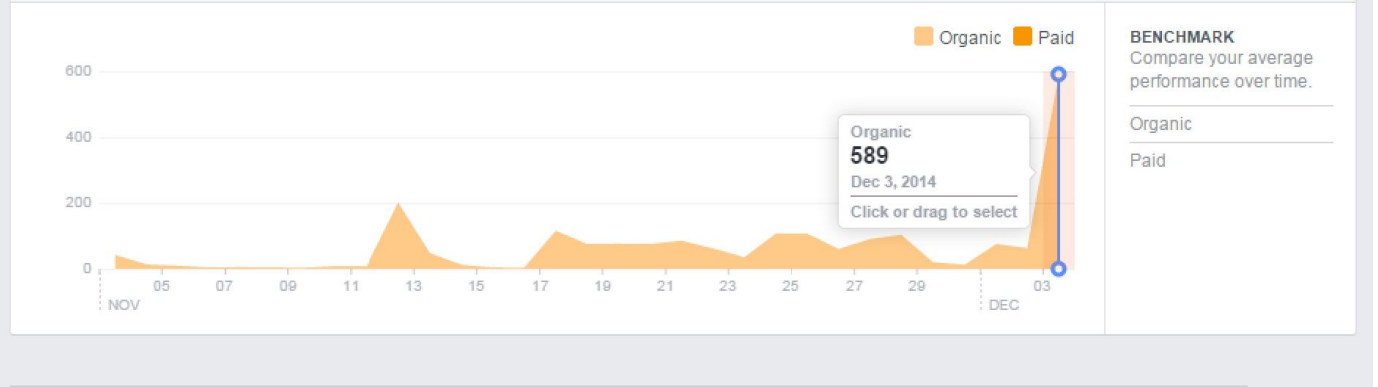 Organic Paid
600
400
200
0
05 07 09 11 13 15 17 19 21 23 25 27 29 03
NOV DEC
Organic
589
Dec 3, 2014
Click or drag to select
BENCHMARK
Compare your average
performance over time.
Organic
Paid